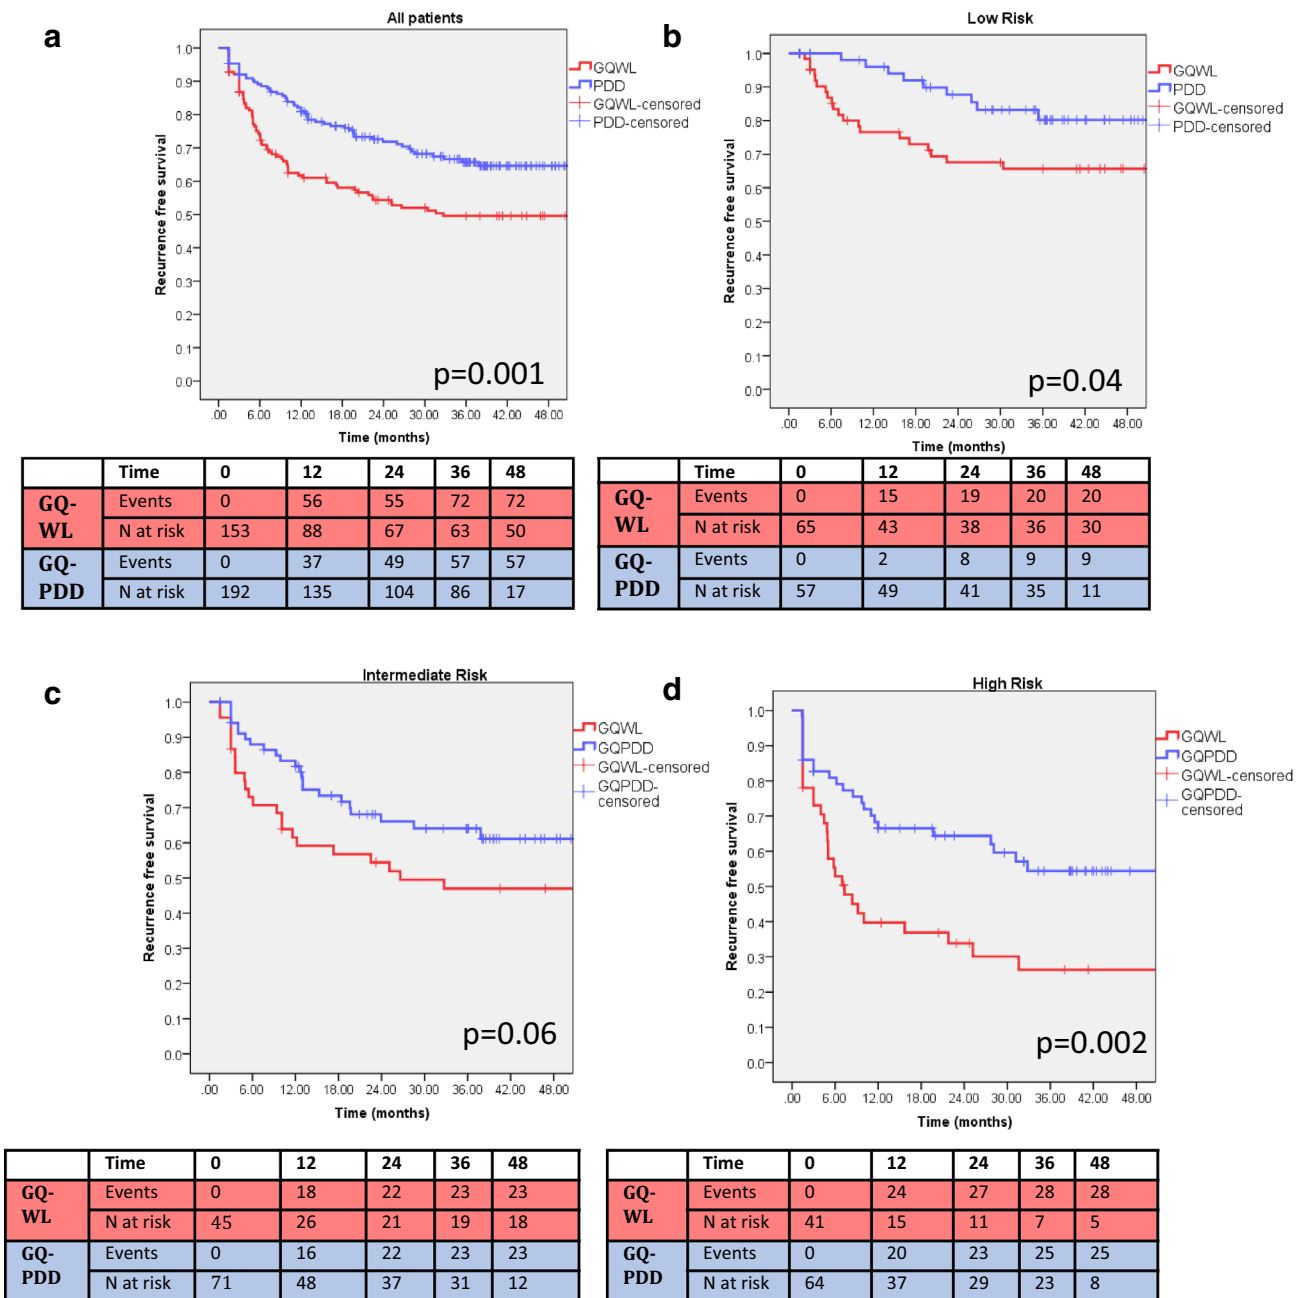 a
All patients
1.0
0.9
0.8
0.7
0.6
0.5
0.4
0.3
0.2
0.1
0.0
Recurrence free survival
.00 6.00 12.00 18.00 24.00 30.00 36.00 42.00 48.00
Time (months)
GQWL
PDD
GQWL-censored
PDD-censored
p=0.001
Time 0 12 24 36 48
GQ-WL Events 0 56 55 72 72
N at risk 153 88 67 63 50
GQ-PDD Events 0 37 49 57 57
N at risk 192 135 104 86 17
b
Low Risk
1.0
0.9
0.8
0.7
0.6
0.5
0.4
0.3
0.2
0.1
0.0
Recurrence free survival
.00 6.00 12.00 18.00 24.00 30.00 36.00 42.00 48.00
Time (months)
GQWL
PDD
GQWL-censored
PDD-censored
p=0.04
Time 0 12 24 36 48
GQ-WL Events 0 15 19 20 20
N at risk 65 43 38 36 30
GQ-PDD Events 0 2 8 9 9
N at risk 57 49 41 35 11
c
Intermediate Risk
1.0
0.9
0.8
0.7
0.6
0.5
0.4
0.3
0.2
0.1
0.0
Recurrence free survival
.00 6.00 12.00 18.00 24.00 30.00 36.00 42.00 48.00
Time (months)
GQWL
GQPDD
GQWL-censored
GQPDD-
censored
p=0.06
Time 0 12 24 36 48
GQ-WL Events 0 18 22 23 23
N at risk 45 26 21 19 18
GQ-PDD Events 0 16 22 23 23
N at risk 71 48 37 31 12
d
High Risk
1.0
0.9
0.8
0.7
0.6
0.5
0.4
0.3
0.2
0.1
0.0
Recurrence free survival
.00 6.00 12.00 18.00 24.00 30.00 36.00 42.00 48.00
Time (months)
GQWL
GQPDD
GQWL-censored
GQPDD-
censored
p=0.002
Time 0 12 24 36 48
GQ-WL Events 0 24 27 28 28
N at risk 41 15 11 7 5
GQ-PDD Events 0 20 23 25 25
N at risk 64 37 29 23 8